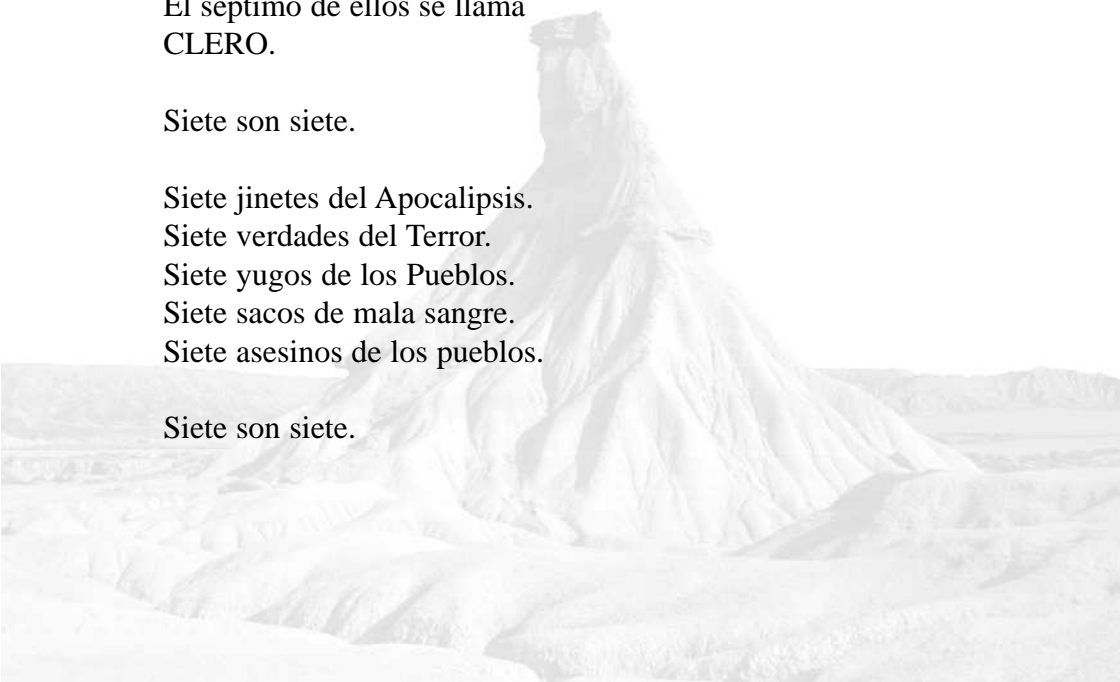 El séptimo de ellos se llama
CLERO.
Siete son siete.
Siete jinetes del Apocalipsis.
Siete verdades del Terror.
Siete yugos de los Pueblos.
Siete sacos de mala sangre.
Siete asesinos de los pueblos.
Siete son siete.